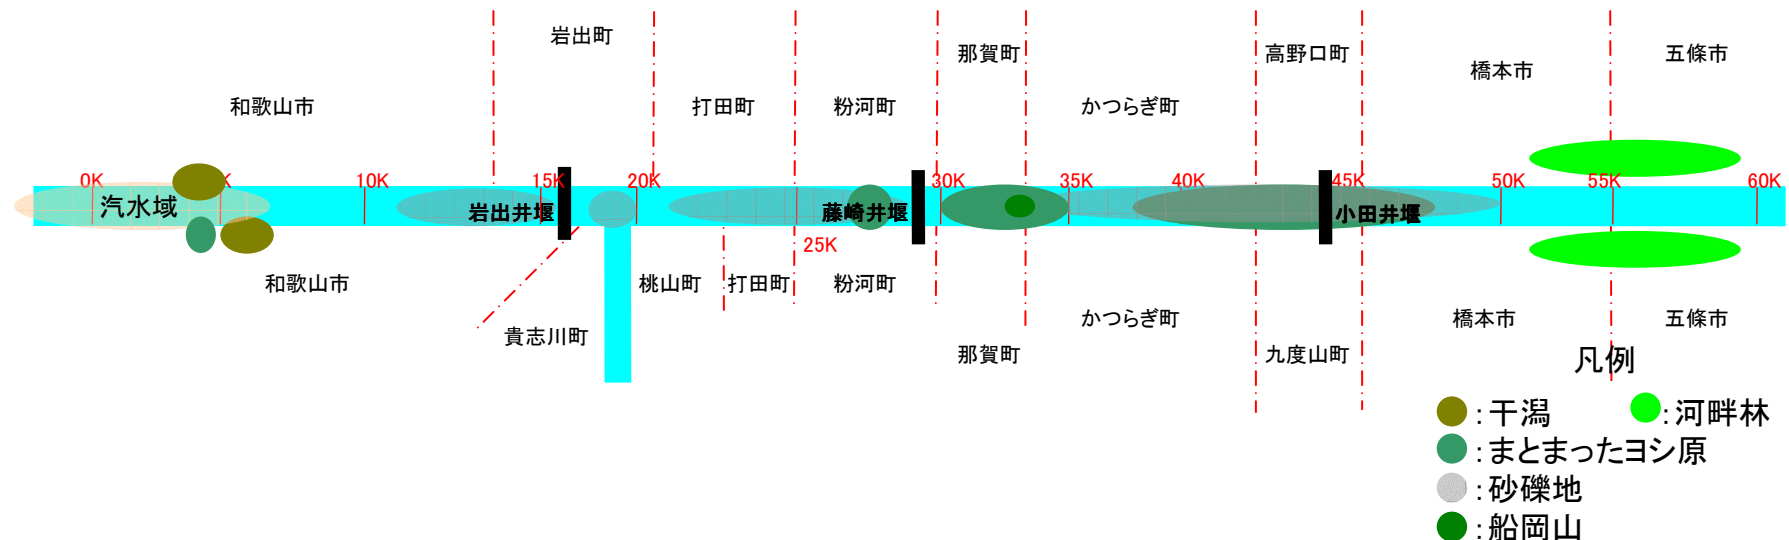 岩出町
那賀町
高野口町
橋本市
五條市
和歌山市
打田町
粉河町
かつらぎ町
0K
K
10K
15K
20K
30K
35K
40K
45K
50K
55K
60K
汽水域
岩出井堰
藤崎井堰
小田井堰
25K
和歌山市
桃山町
打田町
粉河町
貴志川町
那賀町
かつらぎ町
九度山町
橋本市
五條市
凡例
:干潟
:河畔林
:まとまったヨシ原
:砂礫地
:船岡山